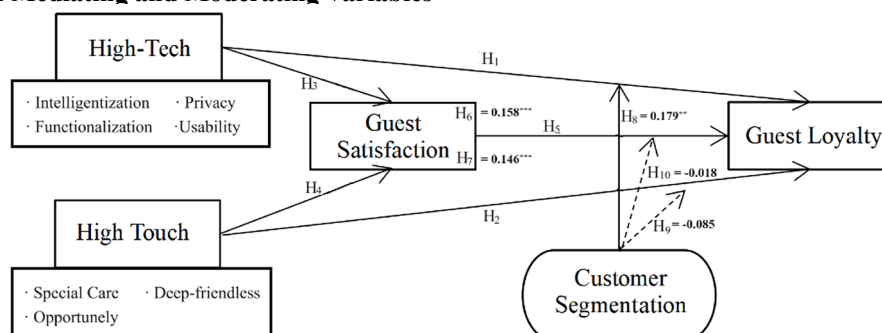 Mediating and Moderating Variables
High-Tech
· Intelligentization · Privacy
· Functionalization ·Usability
H1
H3
Guest
Satisfaction
H6 = 0.158***
H7 = 0.146***
H5
H8 = 0.179**
Guest Loyalty
H4
H10 = -0.018
H2
H9 = -0.085
High Touch
· Special Care · Deep-friendless
· Opportunely
Customer
Segmentation